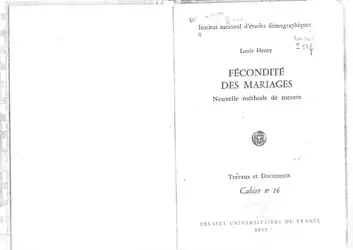 Institut national d'études démographiques
Louis Henry
FÉCONDITÉ
DES MARIAGES
Nouvelle méthode de mesure
Travaux et Documents
Cahier n° 16
PRESSES UNIVERSITAIRES DE FRANCE
1953